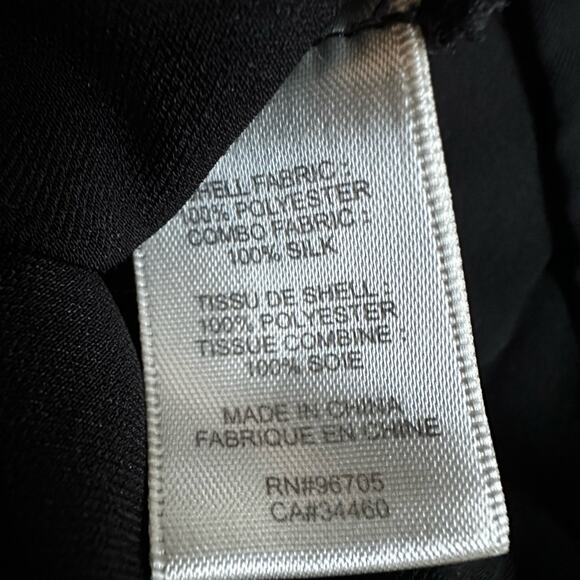 SHELL FABRIC :
100% POLYESTER
COMBO FABRIC :
100% SILK
TISSU DE SHELL :
100% POLYESTER
TISSUE COMBINE :
100% SOIE
MADE IN CHINA
FABRIQUE EN CHINE
RN#96705
CA#34460